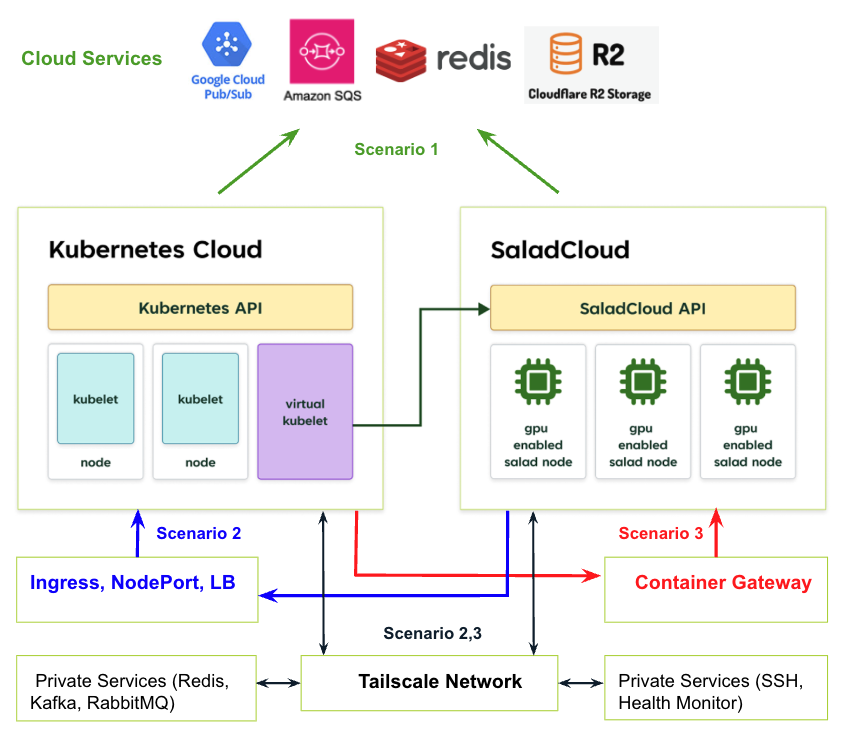 Cloud Services
Google Cloud
Pub/Sub
Amazon SQS
redis
R2
Cloudflare R2 Storage
Scenario 1
Kubernetes Cloud
Kubernetes API
kubelet
node
kubelet
node
virtual
kubelet
SaladCloud
SaladCloud API
gpu
enabled
salad node
gpu
enabled
salad node
gpu
enabled
salad node
Scenario 2
Scenario 3
Ingress, NodePort, LB
Container Gateway
Scenario 2,3
Private Services (Redis,
Kafka, RabbitMQ)
Tailscale Network
Private Services (SSH,
Health Monitor)